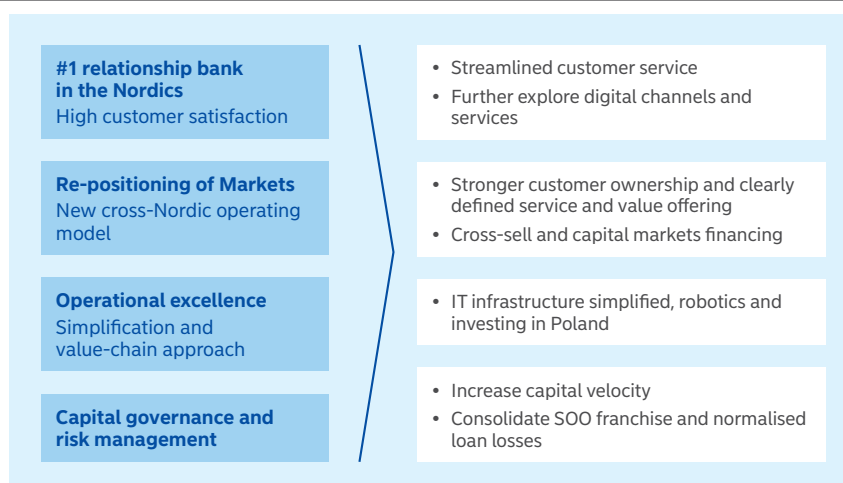 #1 relationship bank
in the Nordics
High customer satisfaction
• Streamlined customer service
• Further explore digital channels and
services
Re-positioning of Markets
New cross-Nordic operating
model
• Stronger customer ownership and clearly
defined service and value offering
• Cross-sell and capital markets financing
Operational excellence
Simplification and
value-chain approach
• IT infrastructure simplified, robotics and
investing in Poland
Capital governance and
risk management
• Increase capital velocity
• Consolidate SOO franchise and normalised
loan losses